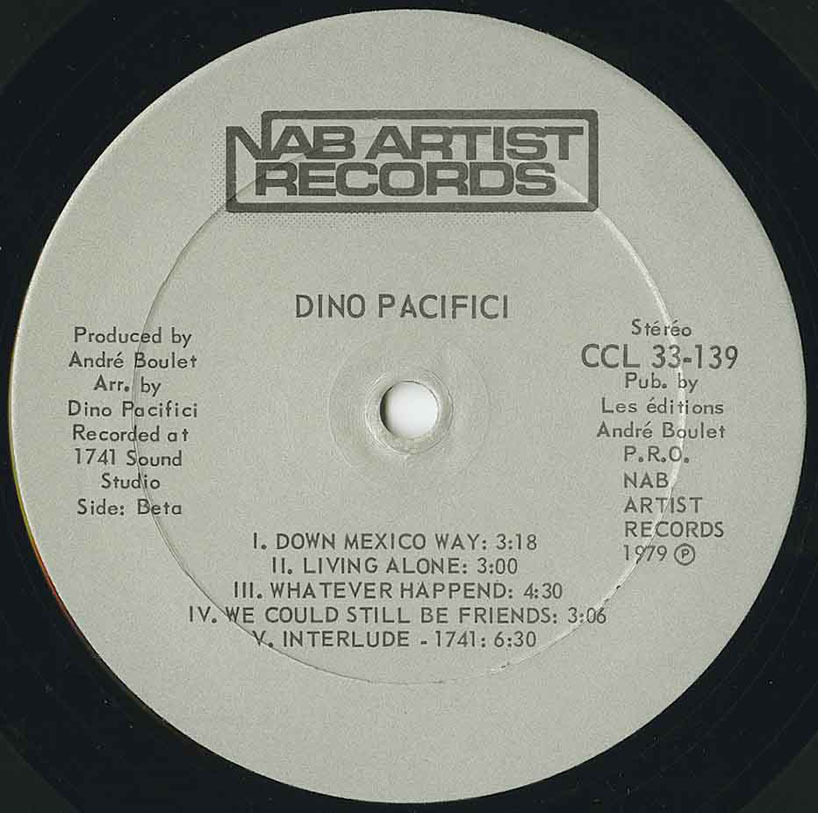 NAB ARTIST
RECORDS
DINO PACIFICI
Produced by
André Boulet
Arr. by
Dino Pacifici
Recorded at
1741 Sound
Studio
Side: Beta
Stéréo
CCL 33-139
Pub. by
Les éditions
André Boulet
P.R.O.
NAB
ARTIST
RECORDS
1979 ℗
I. DOWN MEXICO WAY: 3:18
II. LIVING ALONE: 3:00
III. WHATEVER HAPPEND: 4:30
IV. WE COULD STILL BE FRIENDS: 3:06
V. INTERLUDE - 1741: 6:30